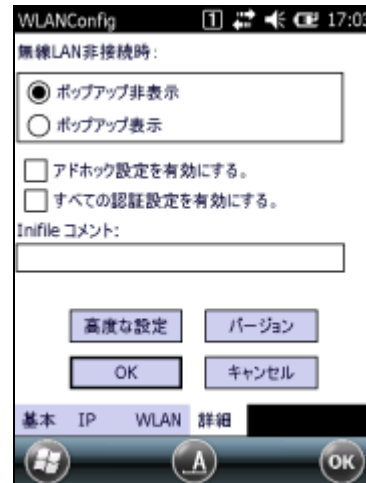 WLANConfig 1 17:03
無線LAN非接続時:
ポップアップ非表示
ポップアップ表示
アドホック設定を有効にする。
すべての認証設定を有効にする。
Inifile コメント:
高度な設定 バージョン
OK キャンセル
基本 IP WLAN 詳細
A OK